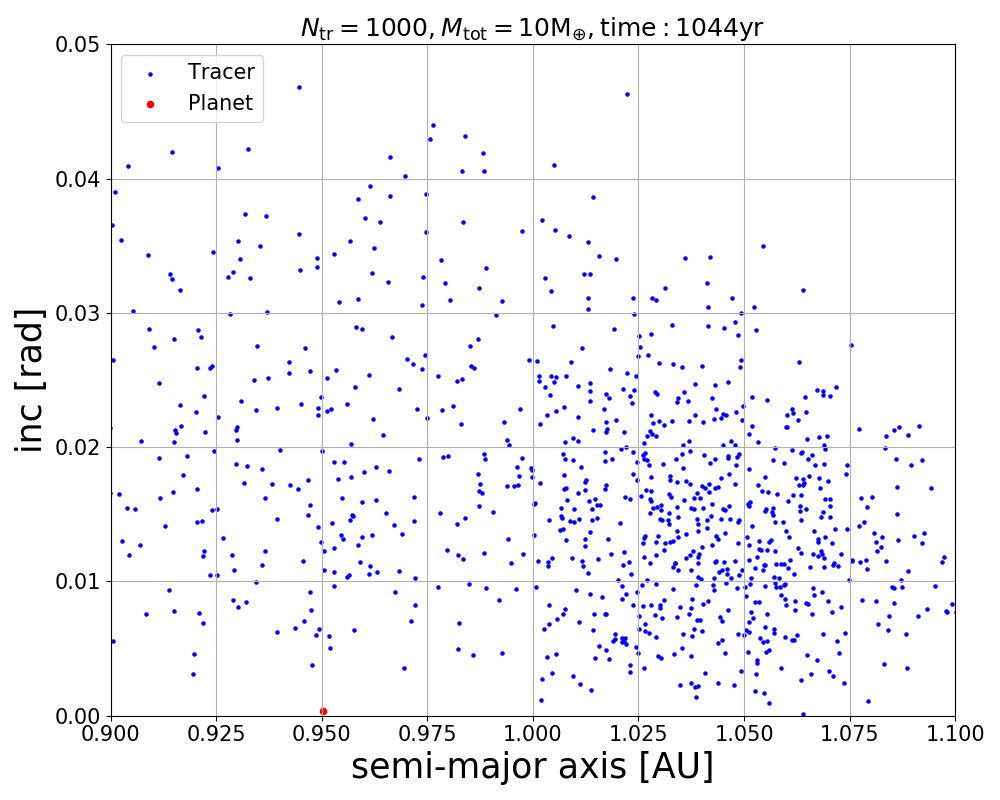 N_tr = 1000, M_tot = 10M_⊕, time : 1044yr
0.05
Tracer
Planet
0.04
0.03
inc [rad]
0.02
0.01
0.00
0.900 0.925 0.950 0.975 1.000 1.025 1.050 1.075 1.100
semi-major axis [AU]